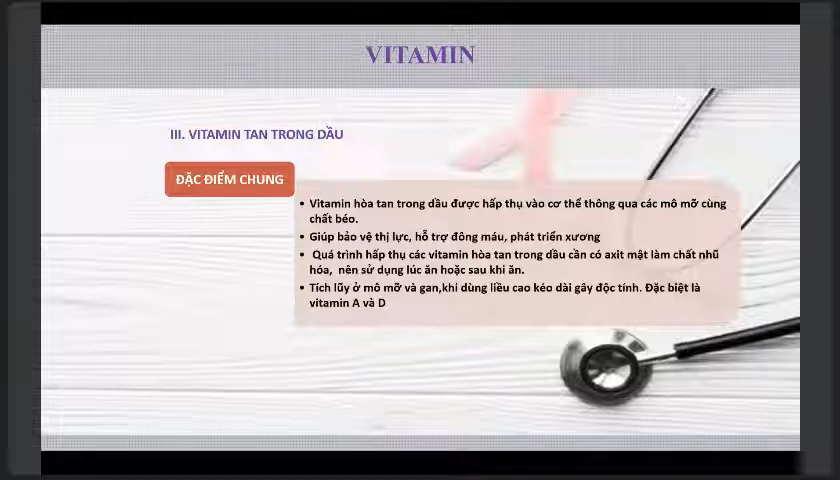 VITAMIN
III. VITAMIN TAN TRONG DẦU
ĐẶC ĐIỂM CHUNG
• Vitamin hòa tan trong dầu được hấp thụ vào cơ thể thông qua các mô mỡ cùng
chất béo.
• Giúp bảo vệ thị lực, hỗ trợ đông máu, phát triển xương
• Quá trình hấp thụ các vitamin hòa tan trong dầu cần có axit mật làm chất nhũ
hóa, nên sử dụng lúc ăn hoặc sau khi ăn.
• Tích lũy ở mô mỡ và gan,khi dùng liều cao kéo dài gây độc tính. Đặc biệt là
vitamin A và D